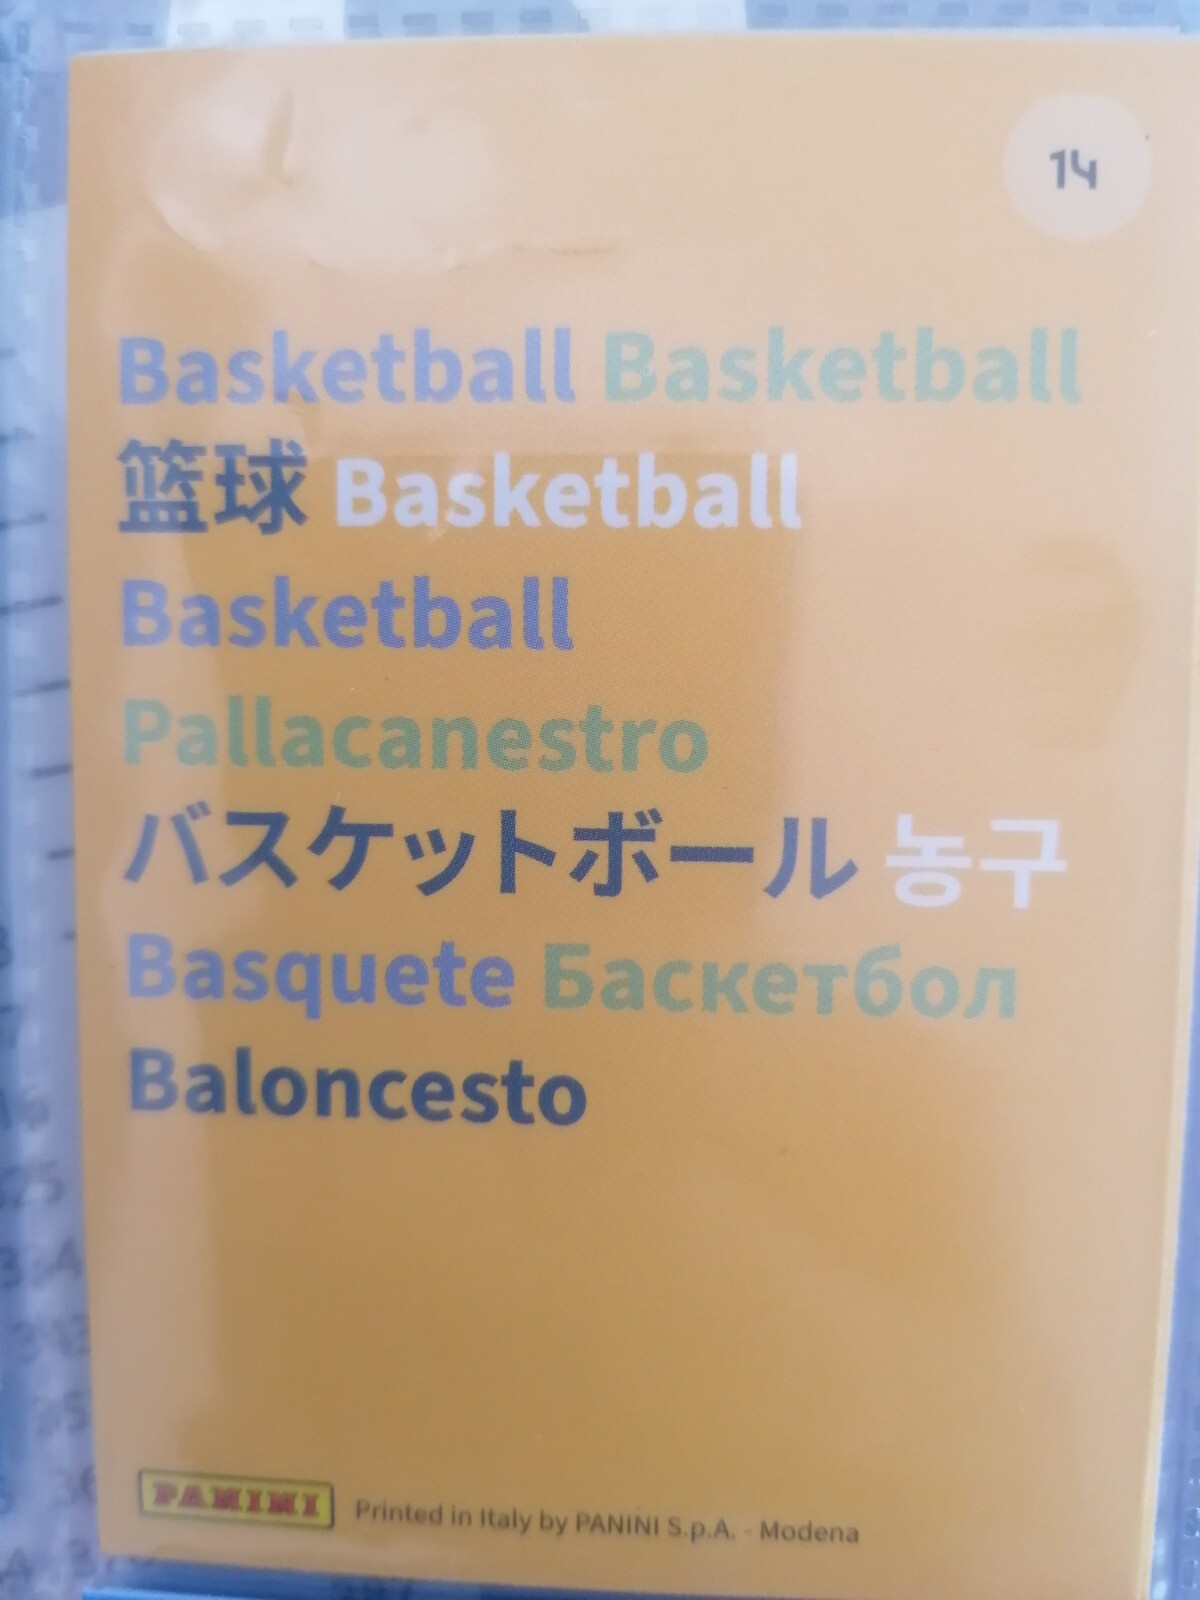 14
Basketball Basketball
篮球 Basketball
Basketball
Pallacanestro
バスケットボール 농구
Basquete Баскетбол
Baloncesto
PANINI Printed in Italy by PANINI S.p.A. - Modena